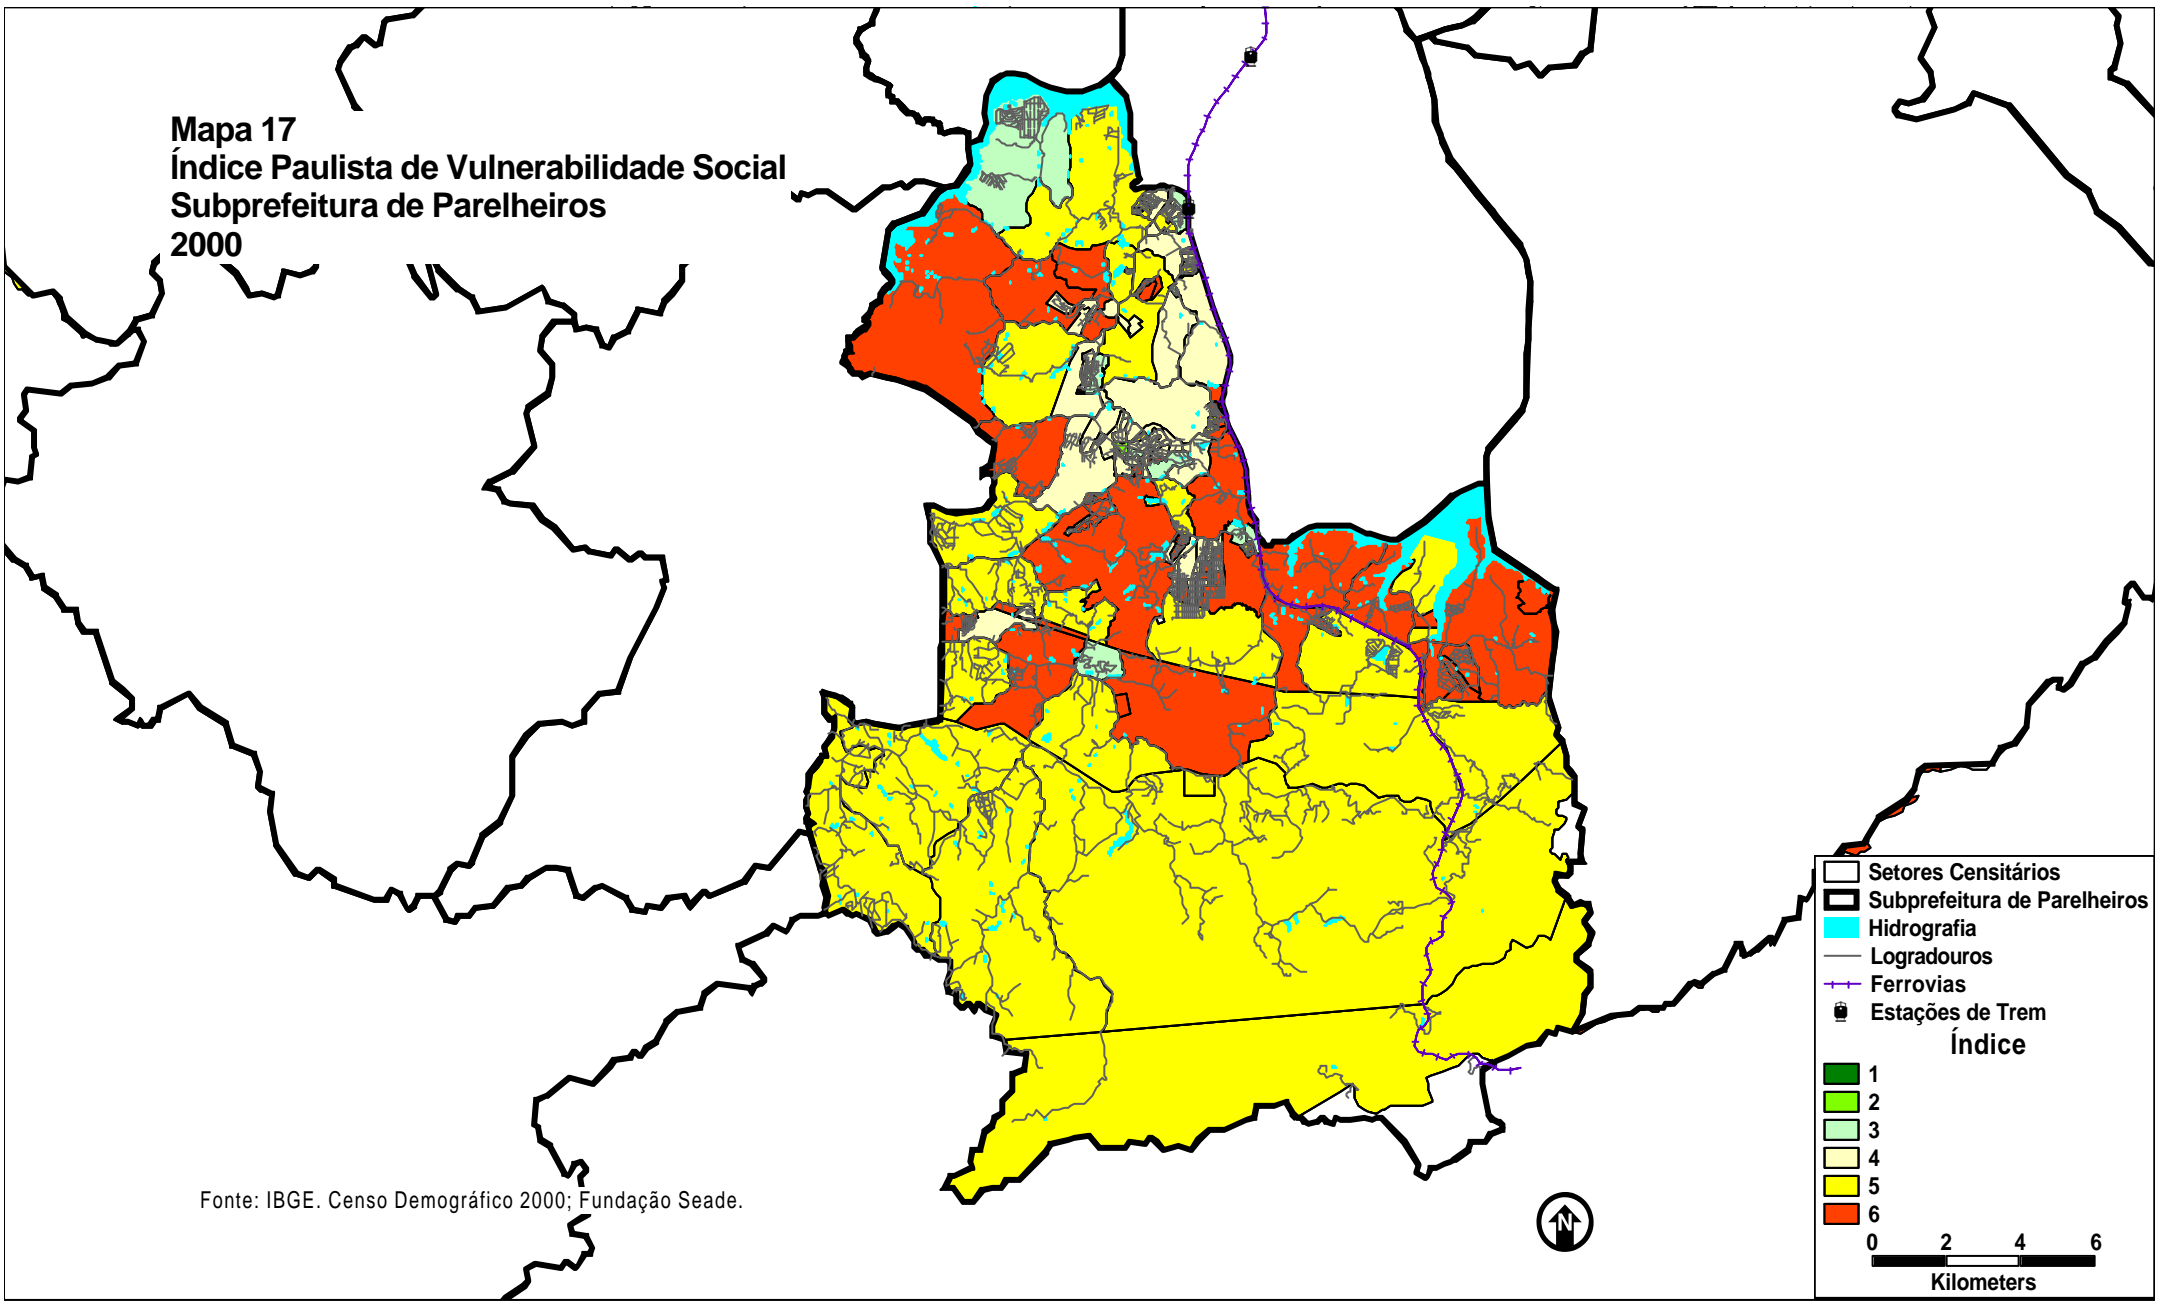 Mapa 17
Índice Paulista de Vulnerabilidade Social
Subprefeitura de Parelheiros
2000
Setores Censitários
Subprefeitura de Parelheiros
Hidrografia
Logradouros
Ferrovias
Estações de Trem
Índice
1
2
3
4
5
6
0 2 4 6
Kilometers
N
Fonte: IBGE. Censo Demográfico 2000; Fundação Seade.